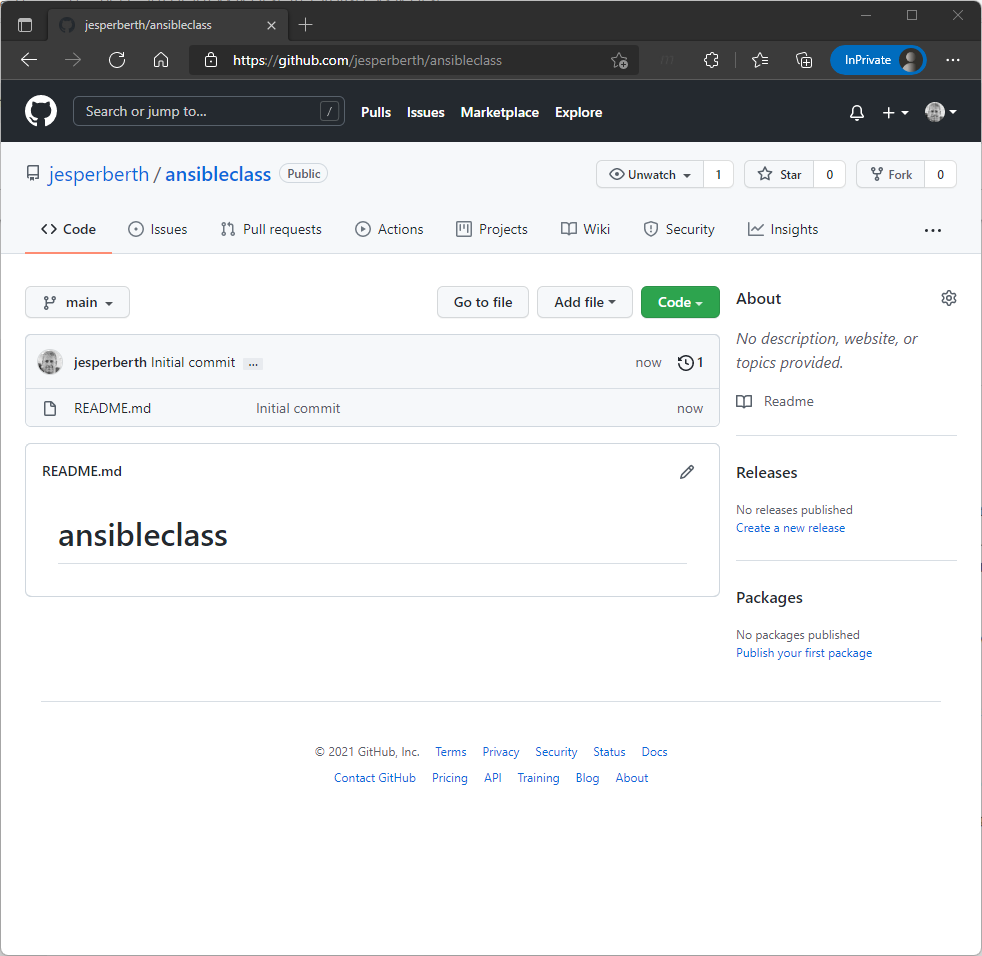 jesperberth/ansibleclass
https://github.com/jesperberth/ansibleclass
InPrivate
Search or jump to...
/
Pulls
Issues
Marketplace
Explore
jesperberth / ansibleclass
Public
Unwatch
1
Star
0
Fork
0
Code
Issues
Pull requests
Actions
Projects
Wiki
Security
Insights
main
Go to file
Add file
Code
jesperberth Initial commit ...
now
1
README.md
Initial commit
now
README.md
ansibleclass
About
No description, website, or
topics provided.
Readme
Releases
No releases published
Create a new release
Packages
No packages published
Publish your first package
© 2021 GitHub, Inc. Terms Privacy Security Status Docs
Contact GitHub Pricing API Training Blog About